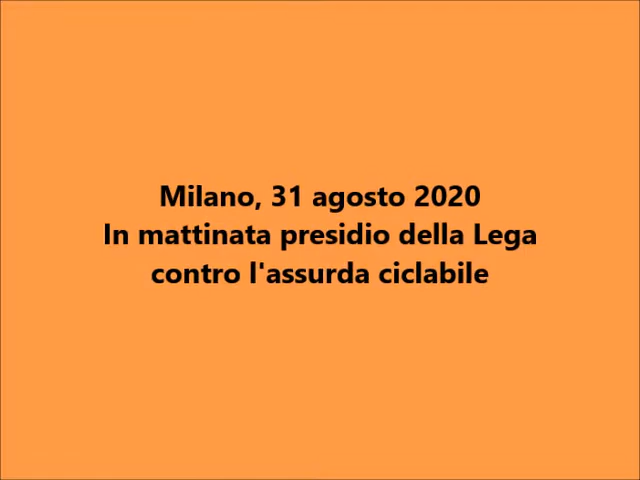 Milano, 31 agosto 2020
In mattinata presidio della Lega
contro l'assurda ciclabile